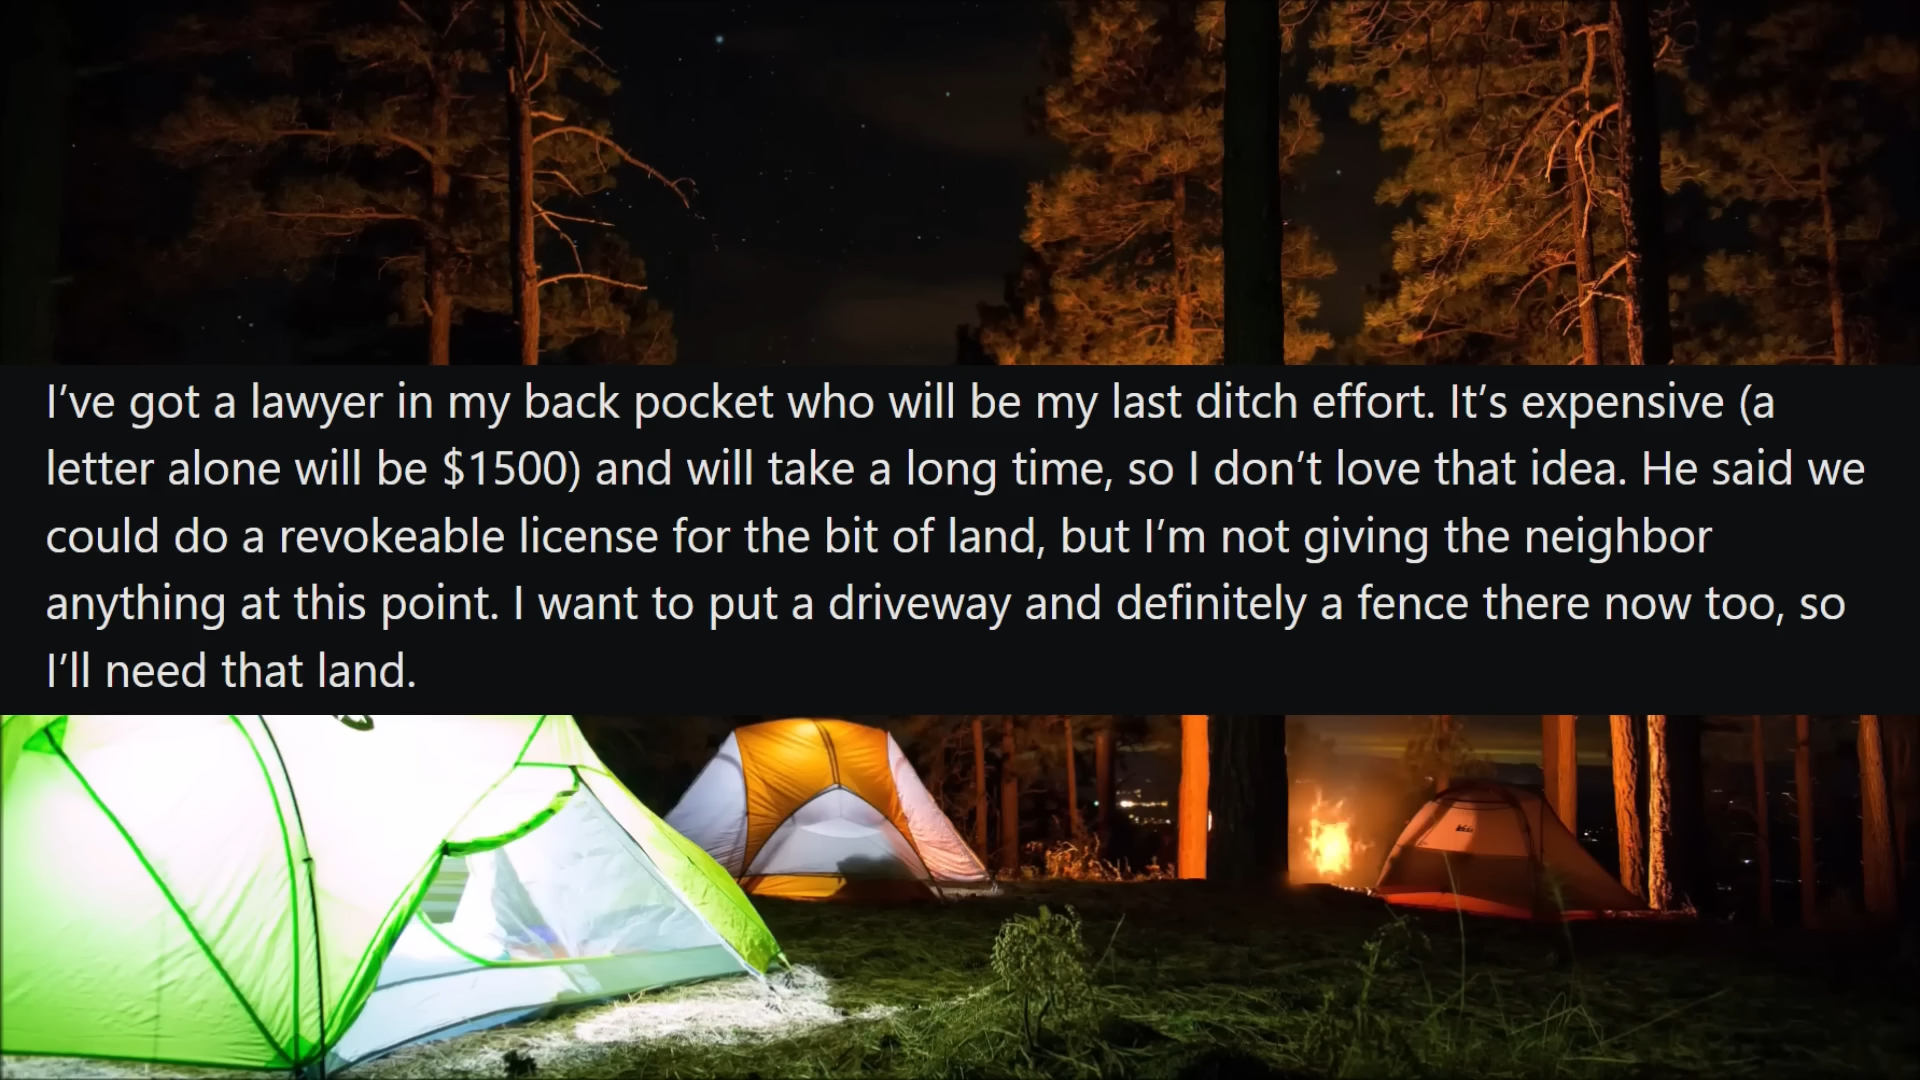 I’ve got a lawyer in my back pocket who will be my last ditch effort. It’s expensive (a
letter alone will be $1500) and will take a long time, so I don’t love that idea. He said we
could do a revokeable license for the bit of land, but I’m not giving the neighbor
anything at this point. I want to put a driveway and definitely a fence there now too, so
I’ll need that land.